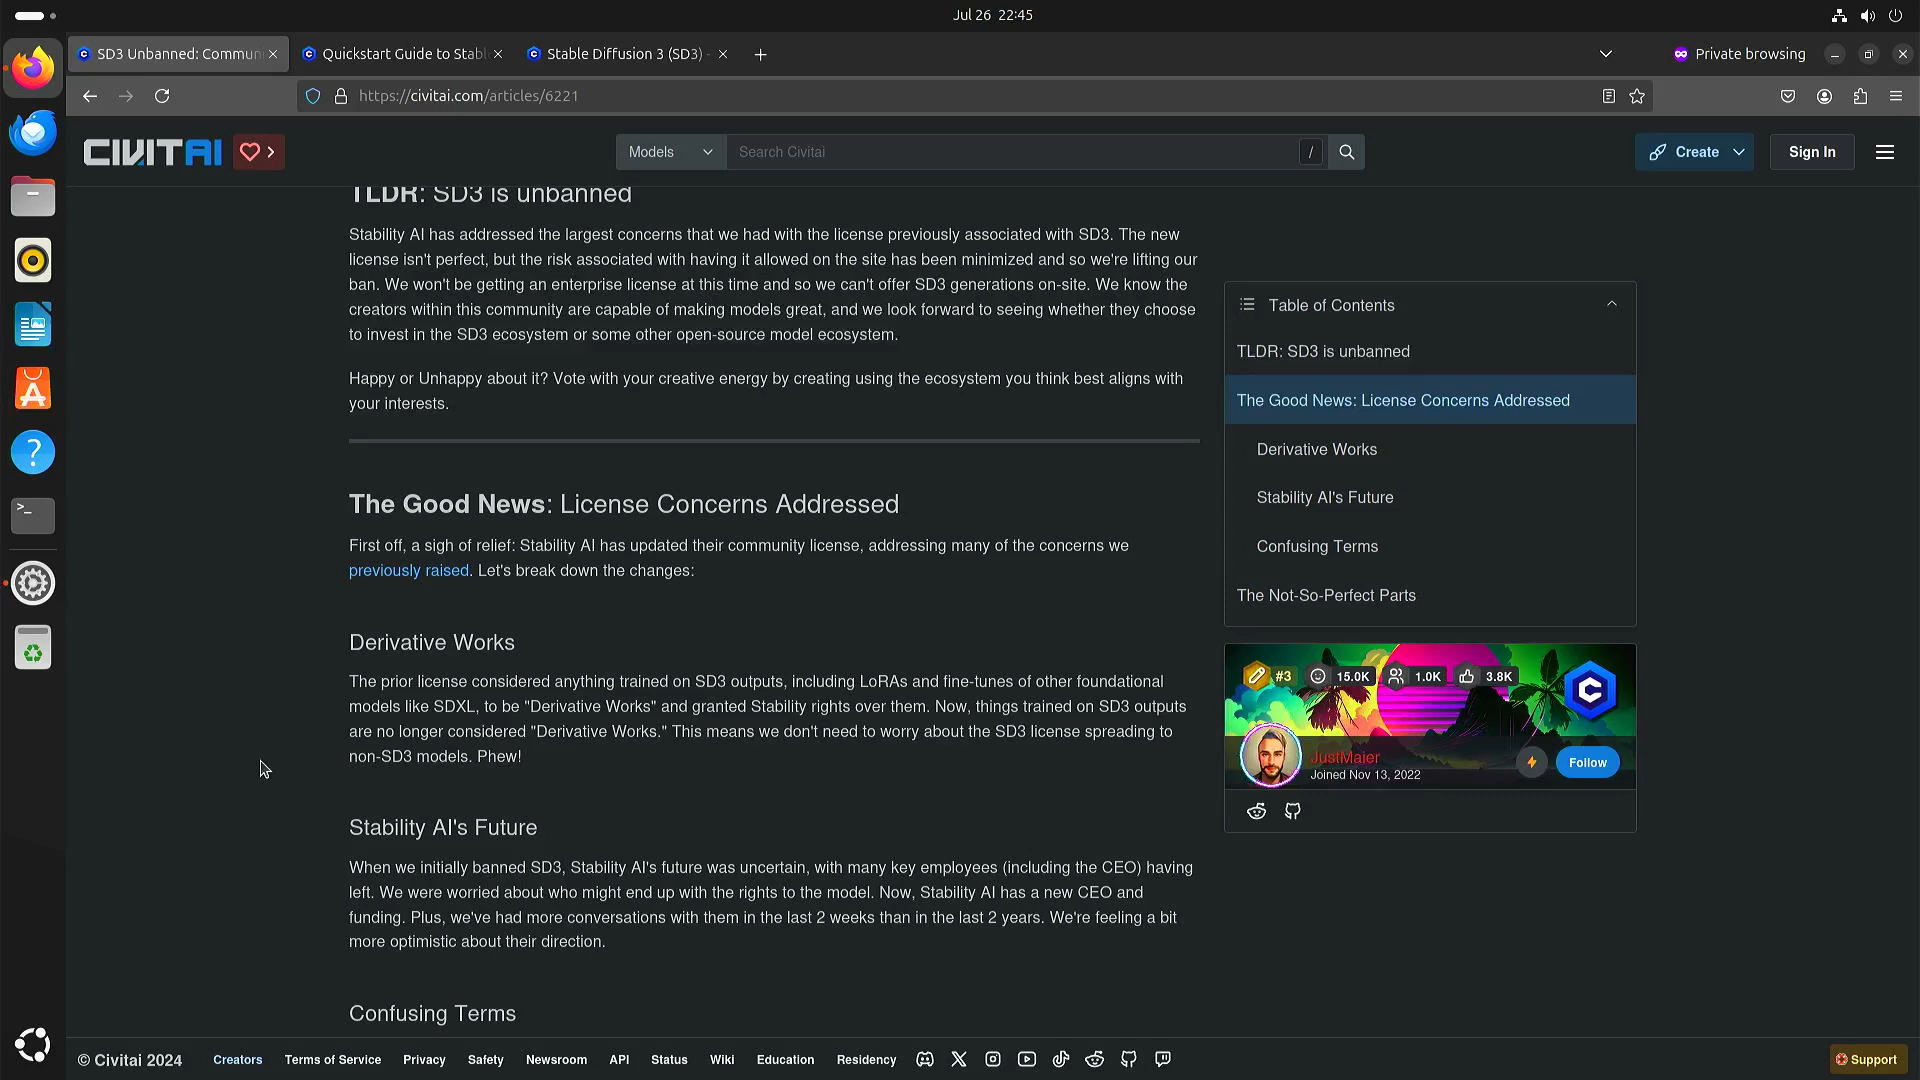 Jul 26 22:45
SD3 Unbanned: Commun
Quickstart Guide to Stabl
Stable Diffusion 3 (SD3) -
Private browsing
https://civitai.com/articles/6221
CIVITAI
Models
Search Civitai
/
Create
Sign In
TLDR: SD3 is unbanned
Stability AI has addressed the largest concerns that we had with the license previously associated with SD3. The new
license isn't perfect, but the risk associated with having it allowed on the site has been minimized and so we're lifting our
ban. We won't be getting an enterprise license at this time and so we can't offer SD3 generations on-site. We know the
creators within this community are capable of making models great, and we look forward to seeing whether they choose
to invest in the SD3 ecosystem or some other open-source model ecosystem.
Happy or Unhappy about it? Vote with your creative energy by creating using the ecosystem you think best aligns with
your interests.
The Good News: License Concerns Addressed
First off, a sigh of relief: Stability AI has updated their community license, addressing many of the concerns we
previously raised. Let's break down the changes:
Derivative Works
The prior license considered anything trained on SD3 outputs, including LoRAs and fine-tunes of other foundational
models like SDXL, to be "Derivative Works" and granted Stability rights over them. Now, things trained on SD3 outputs
are no longer considered "Derivative Works." This means we don't need to worry about the SD3 license spreading to
non-SD3 models. Phew!
Stability AI's Future
When we initially banned SD3, Stability AI's future was uncertain, with many key employees (including the CEO) having
left. We were worried about who might end up with the rights to the model. Now, Stability AI has a new CEO and
funding. Plus, we've had more conversations with them in the last 2 weeks than in the last 2 years. We're feeling a bit
more optimistic about their direction.
Confusing Terms
Table of Contents
TLDR: SD3 is unbanned
The Good News: License Concerns Addressed
Derivative Works
Stability AI's Future
Confusing Terms
The Not-So-Perfect Parts
#3
15.0K
1.0K
3.8K
JustMaier
Joined Nov 13, 2022
Follow
© Civitai 2024
Creators
Terms of Service
Privacy
Safety
Newsroom
API
Status
Wiki
Education
Residency
Support